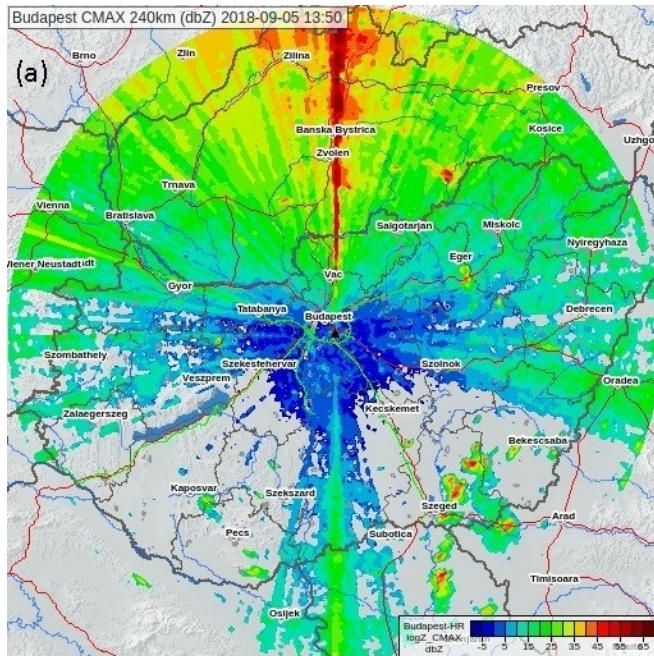 Budapest CMAX 240km (dbZ) 2018-09-05 13:50
Brno
Zlin
Zilina
(a)
Presov
Banska Bystrica
Kosice
Uzhgo
Zvolen
Trnava
Vienna
Bratislava
Salgotarjan
Miskolc
Nyiregyhaza
Eger
Wiener Neustadt
dt
Vac
Gyor
Tatabanya
Budapest
Debrecen
Szombathely
Szekesfehervar
Szolnok
Veszprem
Oradea
Zalaegerszeg
Kecskemet
Bekescsaba
Kaposvar
Szekszard
Szeged
Arad
Pecs
Subotica
Timisoara
Osijek
Budapest-HR
logZ_CMAX
dbZ
-5 5 15 25 35 45 55 65